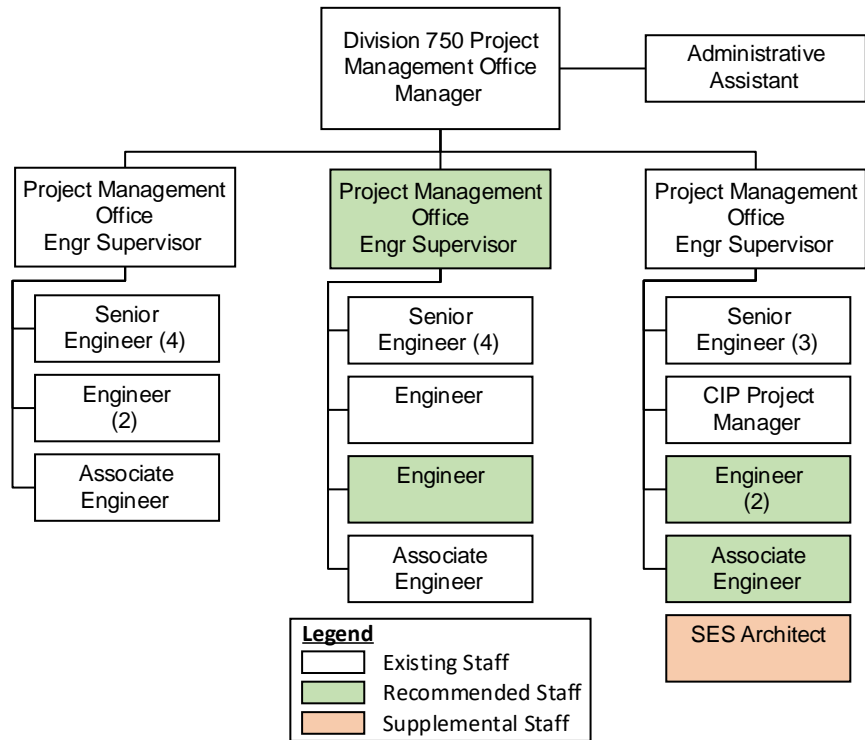 Division 750 Project
Management Office
Manager
Administrative
Assistant
Project Management
Office
Engr Supervisor
Senior
Engineer (4)
Engineer
(2)
Associate
Engineer
Project Management
Office
Engr Supervisor
Senior
Engineer (4)
Engineer
Engineer
Associate
Engineer
Project Management
Office
Engr Supervisor
Senior
Engineer (3)
CIP Project
Manager
Engineer
(2)
Associate
Engineer
SES Architect
Legend
Existing Staff
Recommended Staff
Supplemental Staff